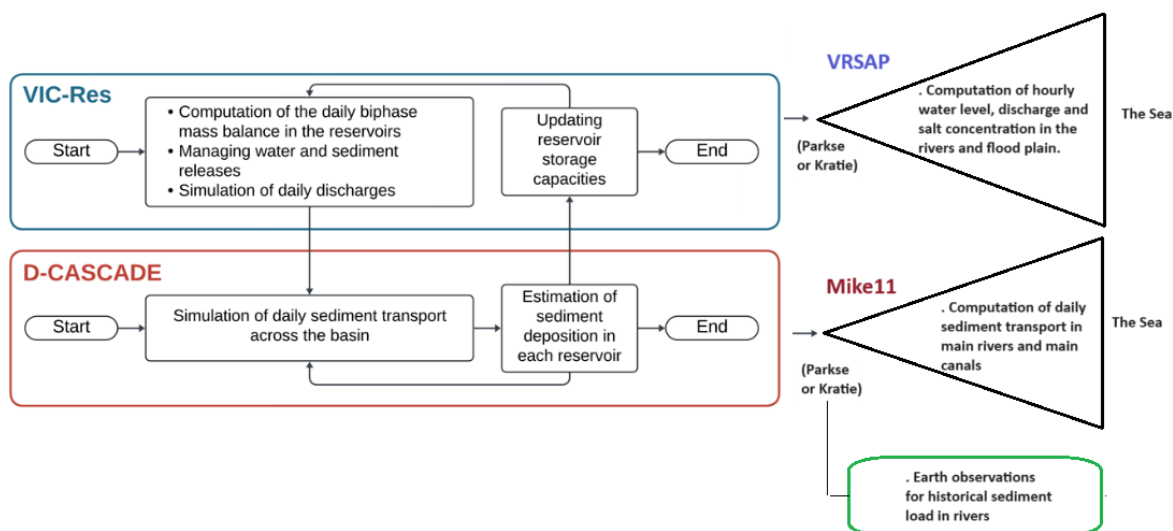 VIC-Res
Start
• Computation of the daily biphase
mass balance in the reservoirs
• Managing water and sediment
releases
• Simulation of daily discharges
Updating
reservoir
storage
capacities
End
VRSAP
(Parkse
or Kratie)
. Computation of hourly
water level, discharge and
salt concentration in the
rivers and flood plain.
The Sea
D-CASCADE
Start
Simulation of daily sediment transport
across the basin
Estimation of
sediment
deposition in
each reservoir
End
Mike11
(Parkse
or Kratie)
. Computation of daily
sediment transport in
main rivers and main
canals
The Sea
. Earth observations
for historical sediment
load in rivers